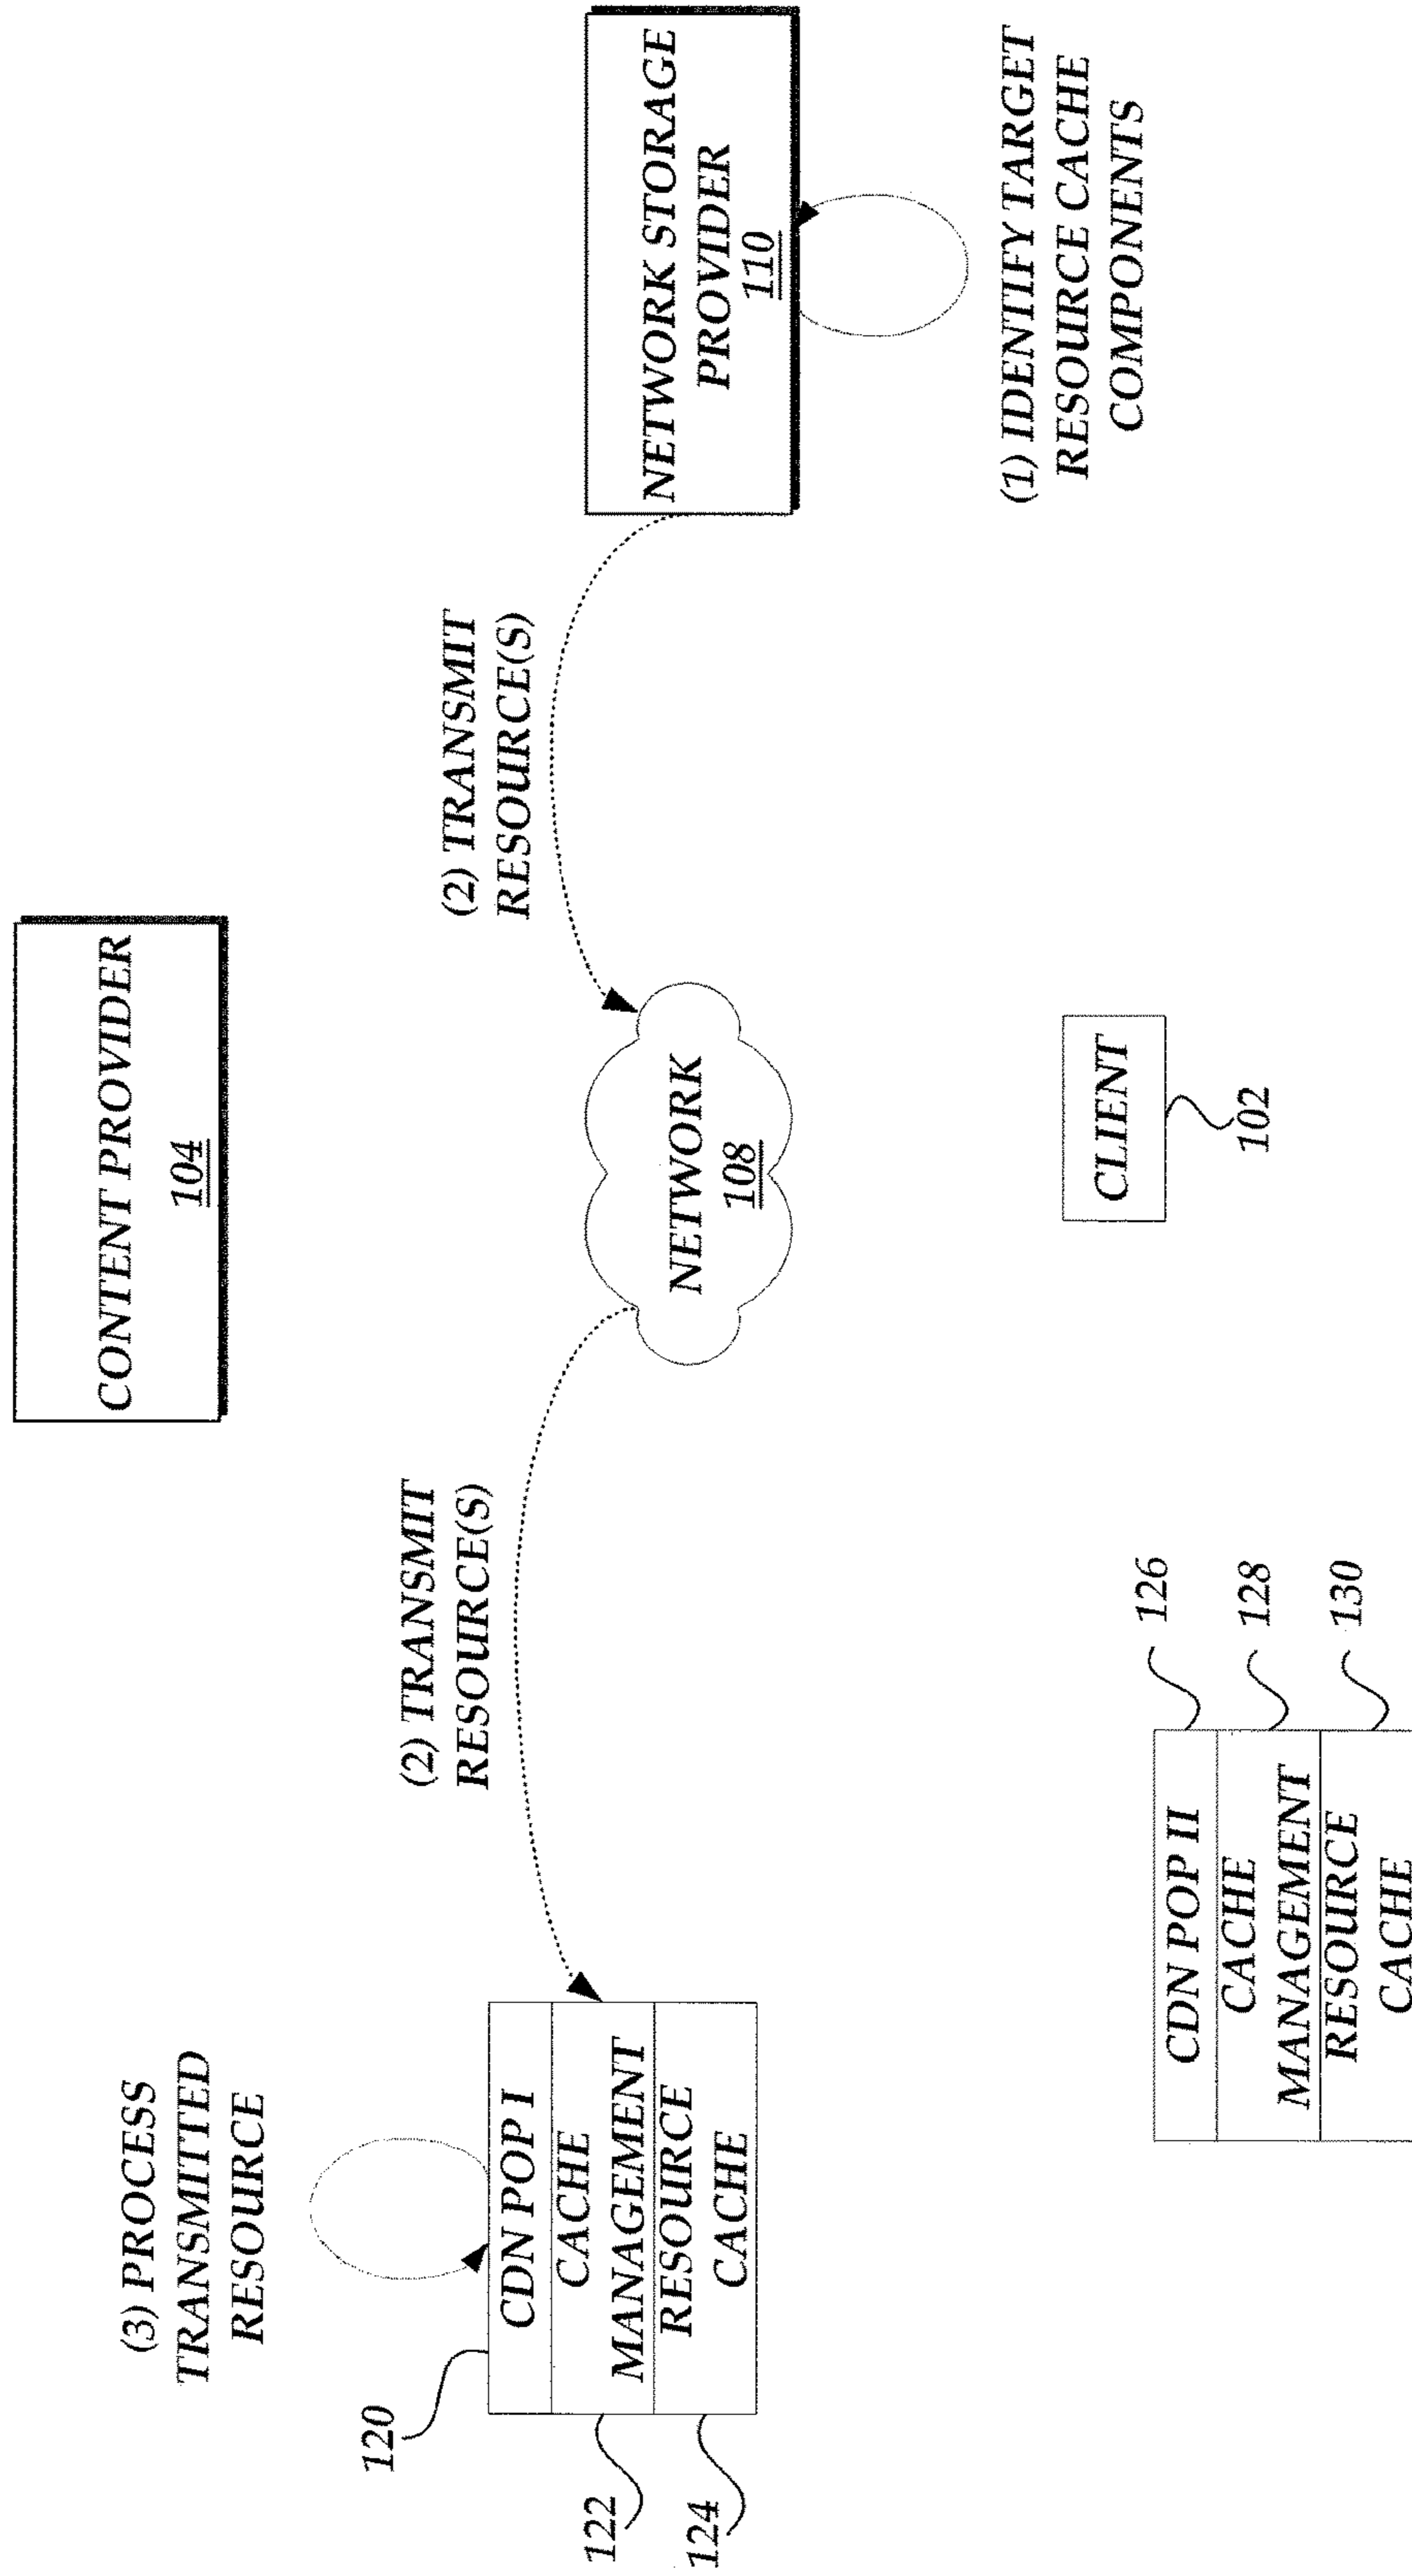 CONTENT PROVIDER
104
(3) PROCESS
TRANSMITTED
RESOURCE
(2) TRANSMIT
RESOURCE(S)
(2) TRANSMIT
RESOURCE(S)
120
CDN POP I
122
CACHE
MANAGEMENT
124
RESOURCE
CACHE
NETWORK
108
NETWORK STORAGE
PROVIDER
110
(1) IDENTIFY TARGET
RESOURCE CACHE
COMPONENTS
CLIENT
102
CDN POP II
126
CACHE
MANAGEMENT
128
RESOURCE
CACHE
130